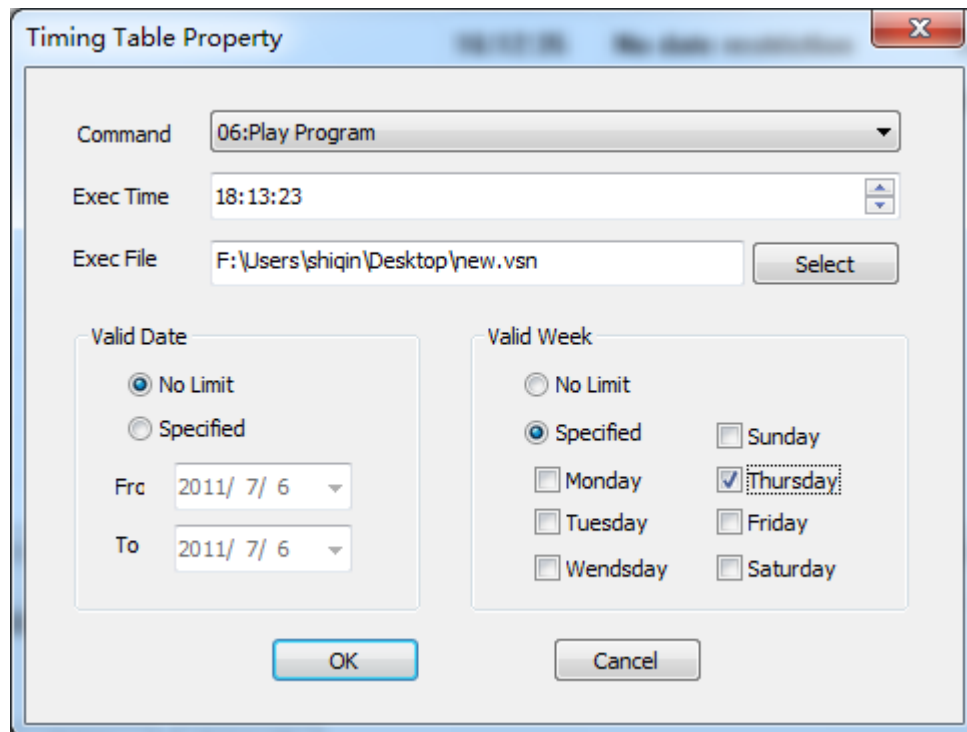 Timing Table Property
Command 06:Play Program
Exec Time 18:13:23
Exec File F:\Users\shiqin\Desktop\new.vsn Select
Valid Date
No Limit
Specified
Fro
2011/ 7/ 6
To
2011/ 7/ 6
Valid Week
No Limit
Specified Sunday
Monday Thursday
Tuesday Friday
Wendsday Saturday
OK Cancel